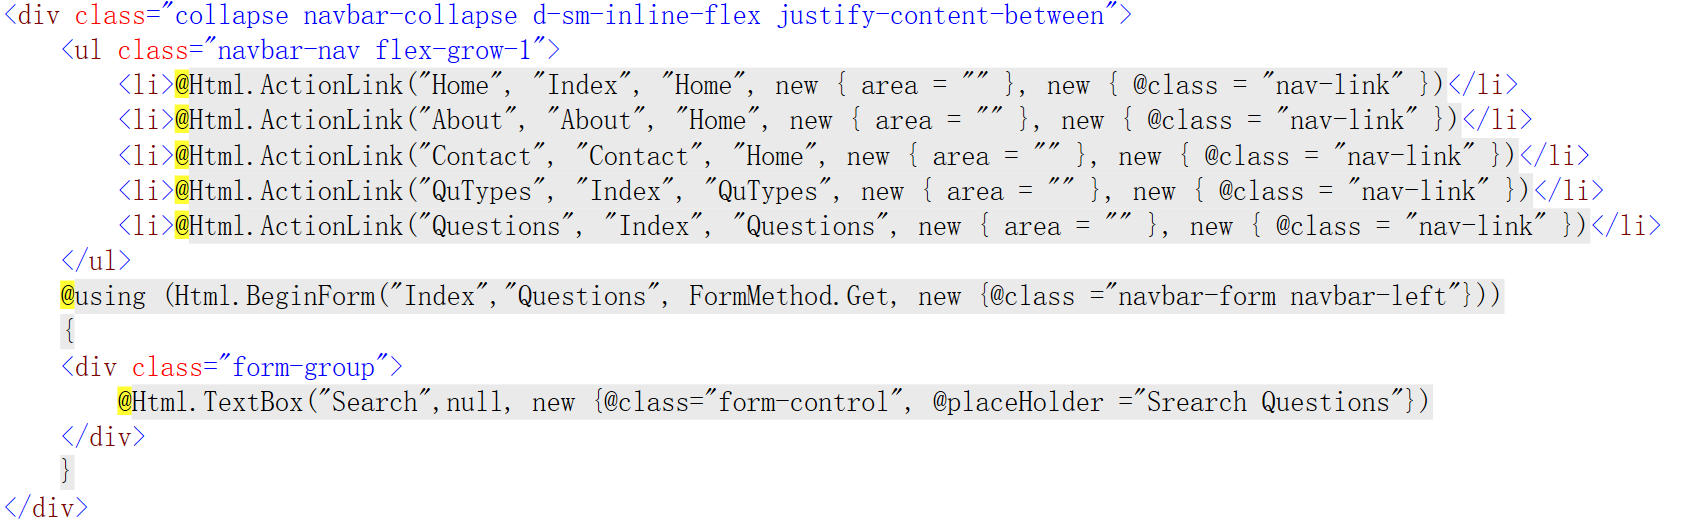 <div class="collapse navbar-collapse d-sm-inline-flex justify-content-between">
    <ul class="navbar-nav flex-grow-1">
        <li>@Html.ActionLink("Home", "Index", "Home", new { area = "" }, new { @class = "nav-link" })</li>
        <li>@Html.ActionLink("About", "About", "Home", new { area = "" }, new { @class = "nav-link" })</li>
        <li>@Html.ActionLink("Contact", "Contact", "Home", new { area = "" }, new { @class = "nav-link" })</li>
        <li>@Html.ActionLink("QuTypes", "Index", "QuTypes", new { area = "" }, new { @class = "nav-link" })</li>
        <li>@Html.ActionLink("Questions", "Index", "Questions", new { area = "" }, new { @class = "nav-link" })</li>
    </ul>
    @using (Html.BeginForm("Index","Questions", FormMethod.Get, new {@class ="navbar-form navbar-left"}))
    {
    <div class="form-group">
        @Html.TextBox("Search",null, new {@class="form-control", @placeHolder ="Srearch Questions"})
    </div>
    }
</div>